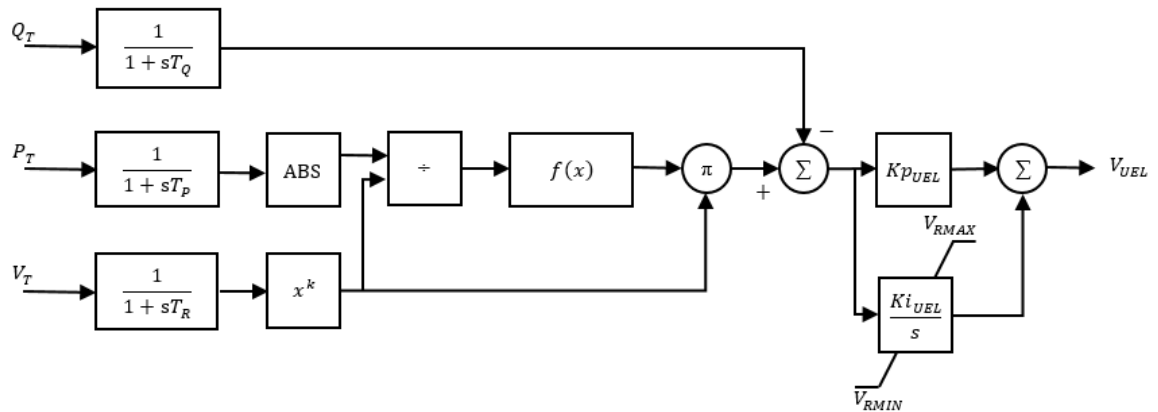 Q_T
1
1 + sT_Q
P_T
1
1 + sT_P
ABS
÷
f(x)
π
+
−
Σ
Kp_UEL
Σ
V_UEL
V_T
1
1 + sT_R
x^k
V_RMAX
Ki_UEL
s
V_RMIN